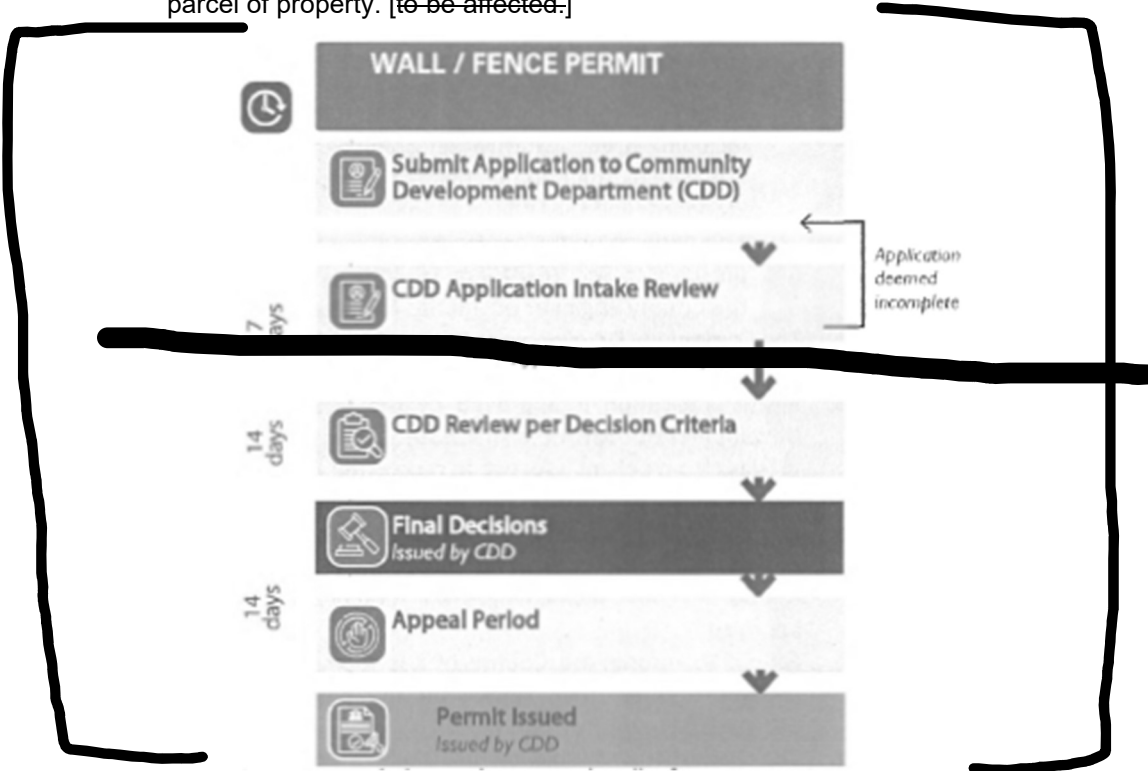 parcel of property. [to be affected.]
WALL / FENCE PERMIT
Submit Application to Community
Development Department (CDD)
Application
deemed
incomplete
CDD Application Intake Review
7
days
CDD Review per Decision Criteria
14
days
Final Decisions
Issued by CDD
14
days
Appeal Period
Permit Issued
Issued by CDD